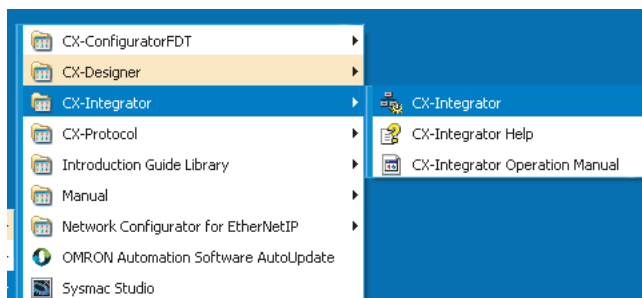 CX-ConfiguratorFDT
CX-Designer
CX-Integrator
CX-Protocol
Introduction Guide Library
Manual
Network Configurator for EtherNetIP
OMRON Automation Software AutoUpdate
Sysmac Studio
CX-Integrator
CX-Integrator Help
CX-Integrator Operation Manual